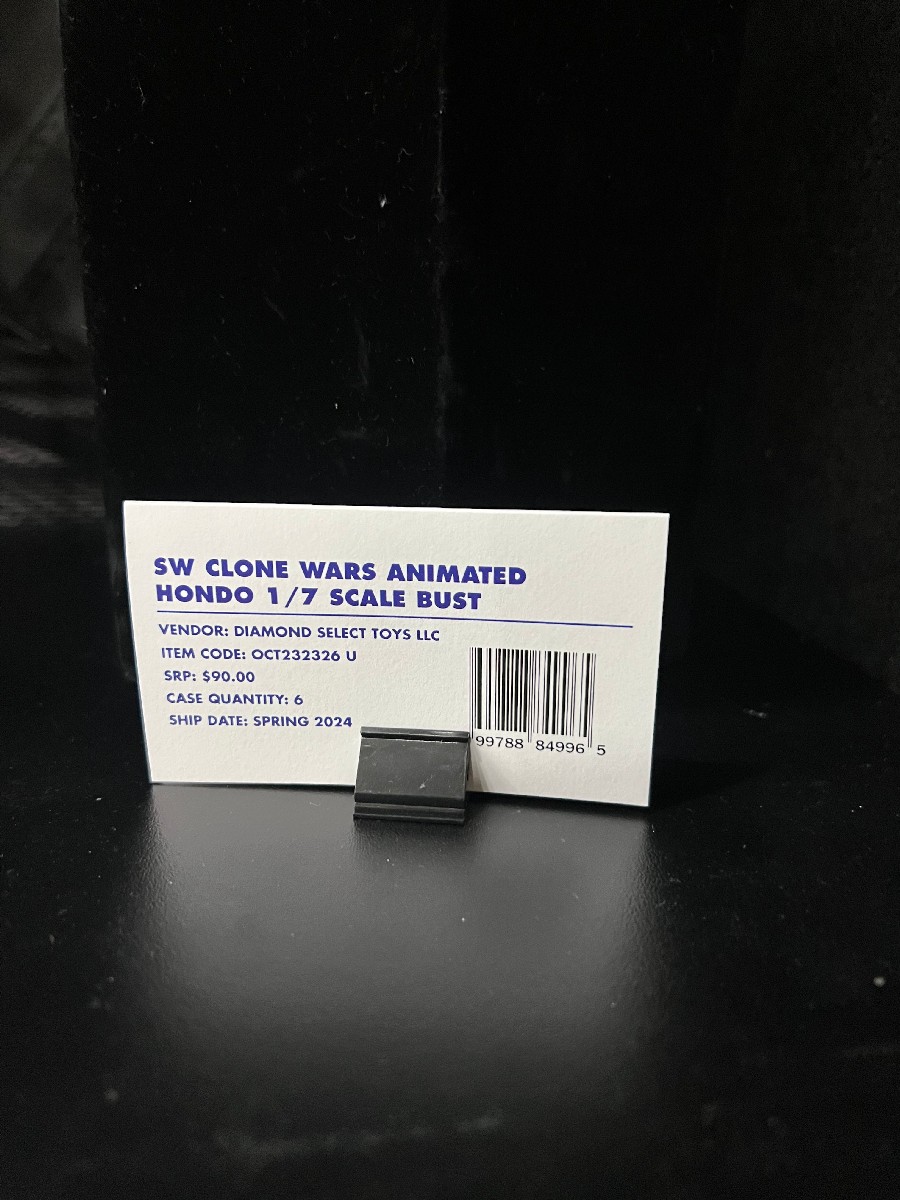 SW CLONE WARS ANIMATED
HONDO 1/7 SCALE BUST
VENDOR: DIAMOND SELECT TOYS LLC
ITEM CODE: OCT232326 U
SRP: $90.00
CASE QUANTITY: 6
SHIP DATE: SPRING 2024
99788 84996 5